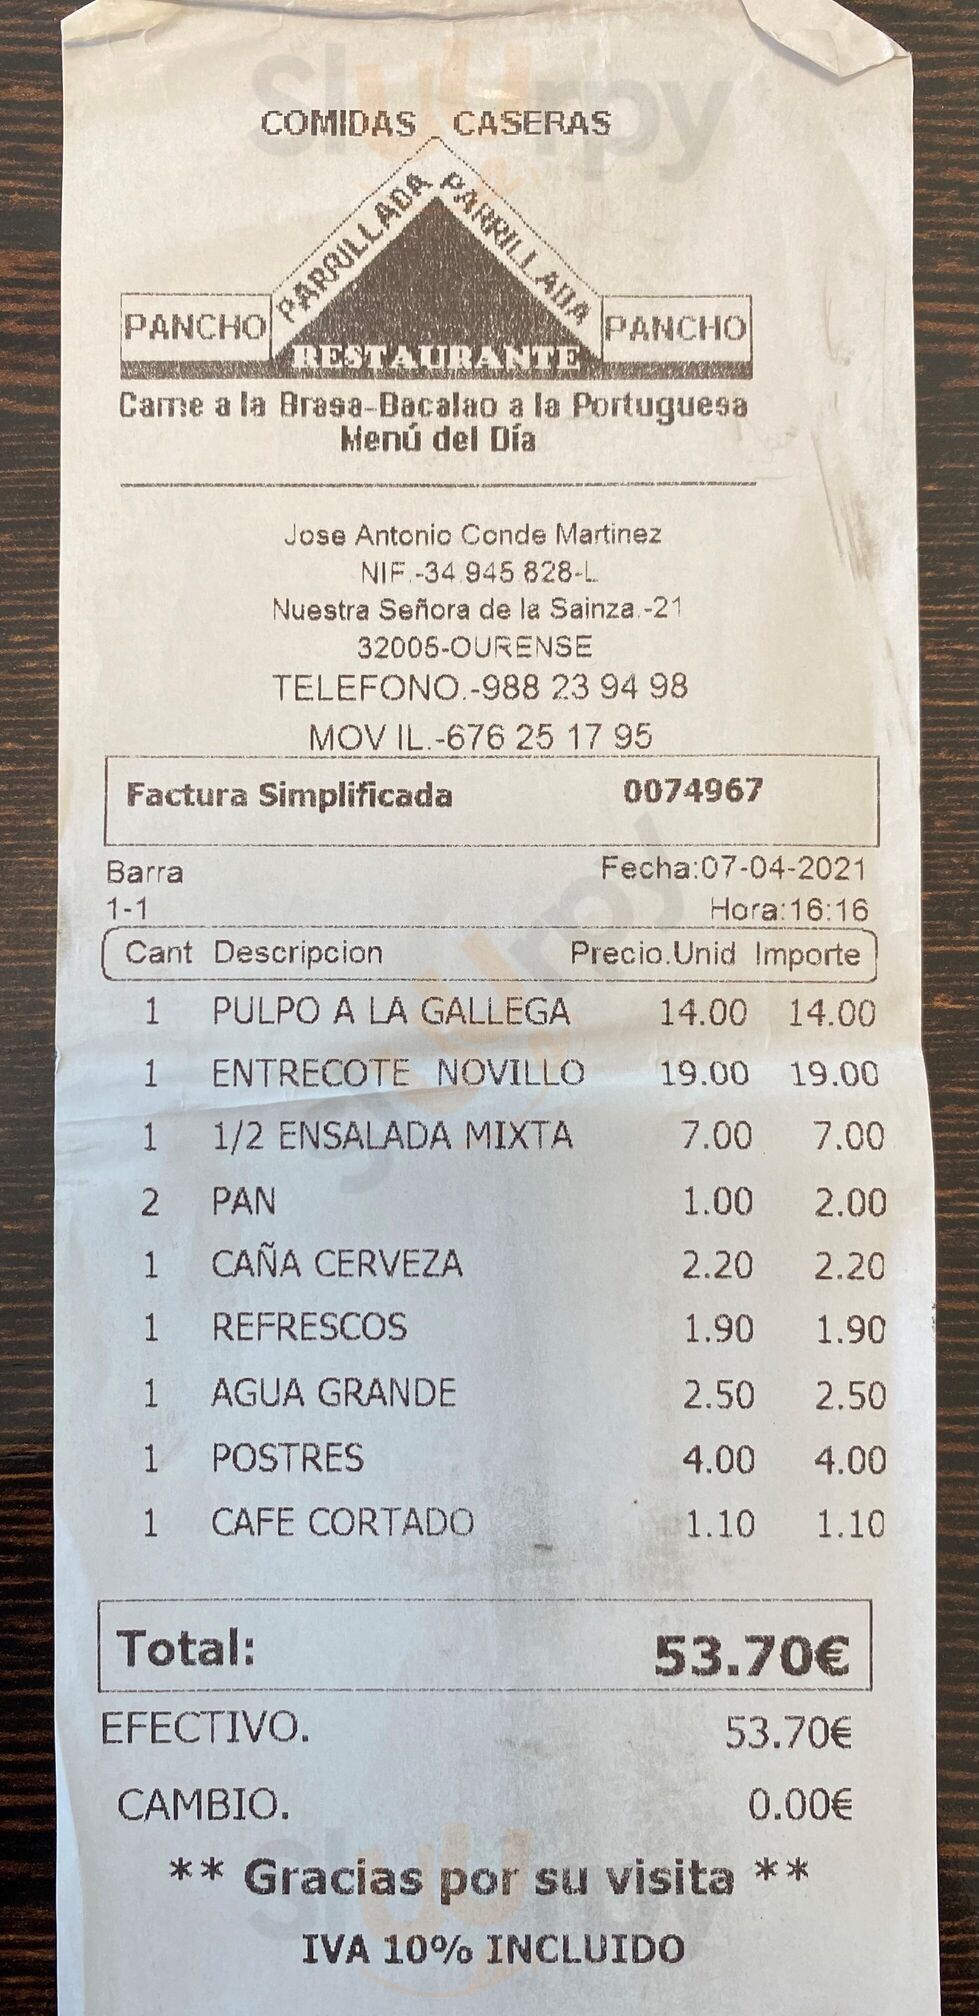 COMIDAS CASERAS
PARRILLADA PARRILLADA
PANCHO RESTAURANTE PANCHO
Carne a la Brasa-Bacalao a la Portuguesa
Menú del Día
Jose Antonio Conde Martinez
NIF.-34.945.828-L
Nuestra Señora de la Sainza.-21
32005-OURENSE
TELEFONO.-988 23 94 98
MOVIL.-676 25 17 95
Factura Simplificada 0074967
Barra Fecha:07-04-2021
1-1 Hora:16:16
Cant Descripcion Precio.Unid Importe
1 PULPO A LA GALLEGA 14.00 14.00
1 ENTRECOTE NOVILLO 19.00 19.00
1 1/2 ENSALADA MIXTA 7.00 7.00
2 PAN 1.00 2.00
1 CAÑA CERVEZA 2.20 2.20
1 REFRESCOS 1.90 1.90
1 AGUA GRANDE 2.50 2.50
1 POSTRES 4.00 4.00
1 CAFE CORTADO 1.10 1.10
Total: 53.70€
EFECTIVO. 53.70€
CAMBIO. 0.00€
** Gracias por su visita **
IVA 10% INCLUIDO
Sluurpy
Sluurpy
Sluurpy